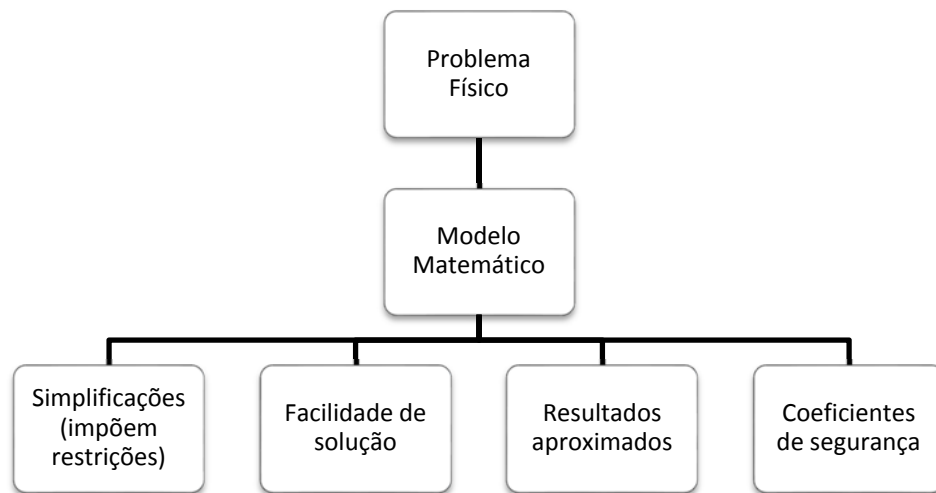 Problema
Físico
Modelo
Matemático
Simplificações
(impõem
restrições)
Facilidade de
solução
Resultados
aproximados
Coeficientes
de segurança